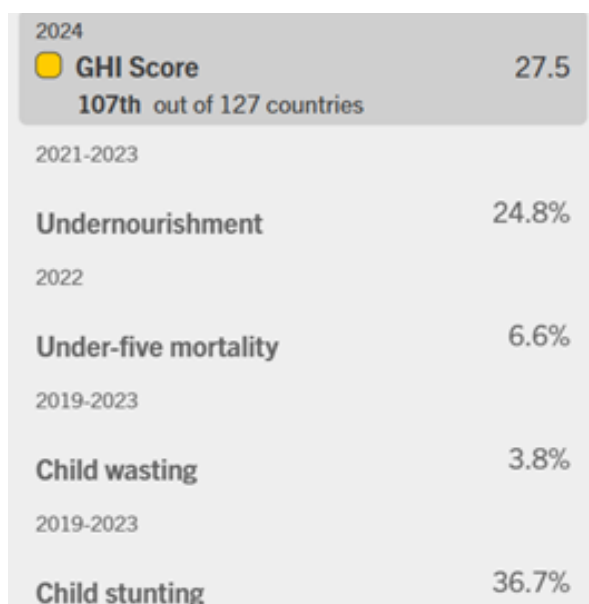 2024
GHI Score 27.5
107th out of 127 countries
2021-2023
Undernourishment 24.8%
2022
Under-five mortality 6.6%
2019-2023
Child wasting 3.8%
2019-2023
Child stunting 36.7%